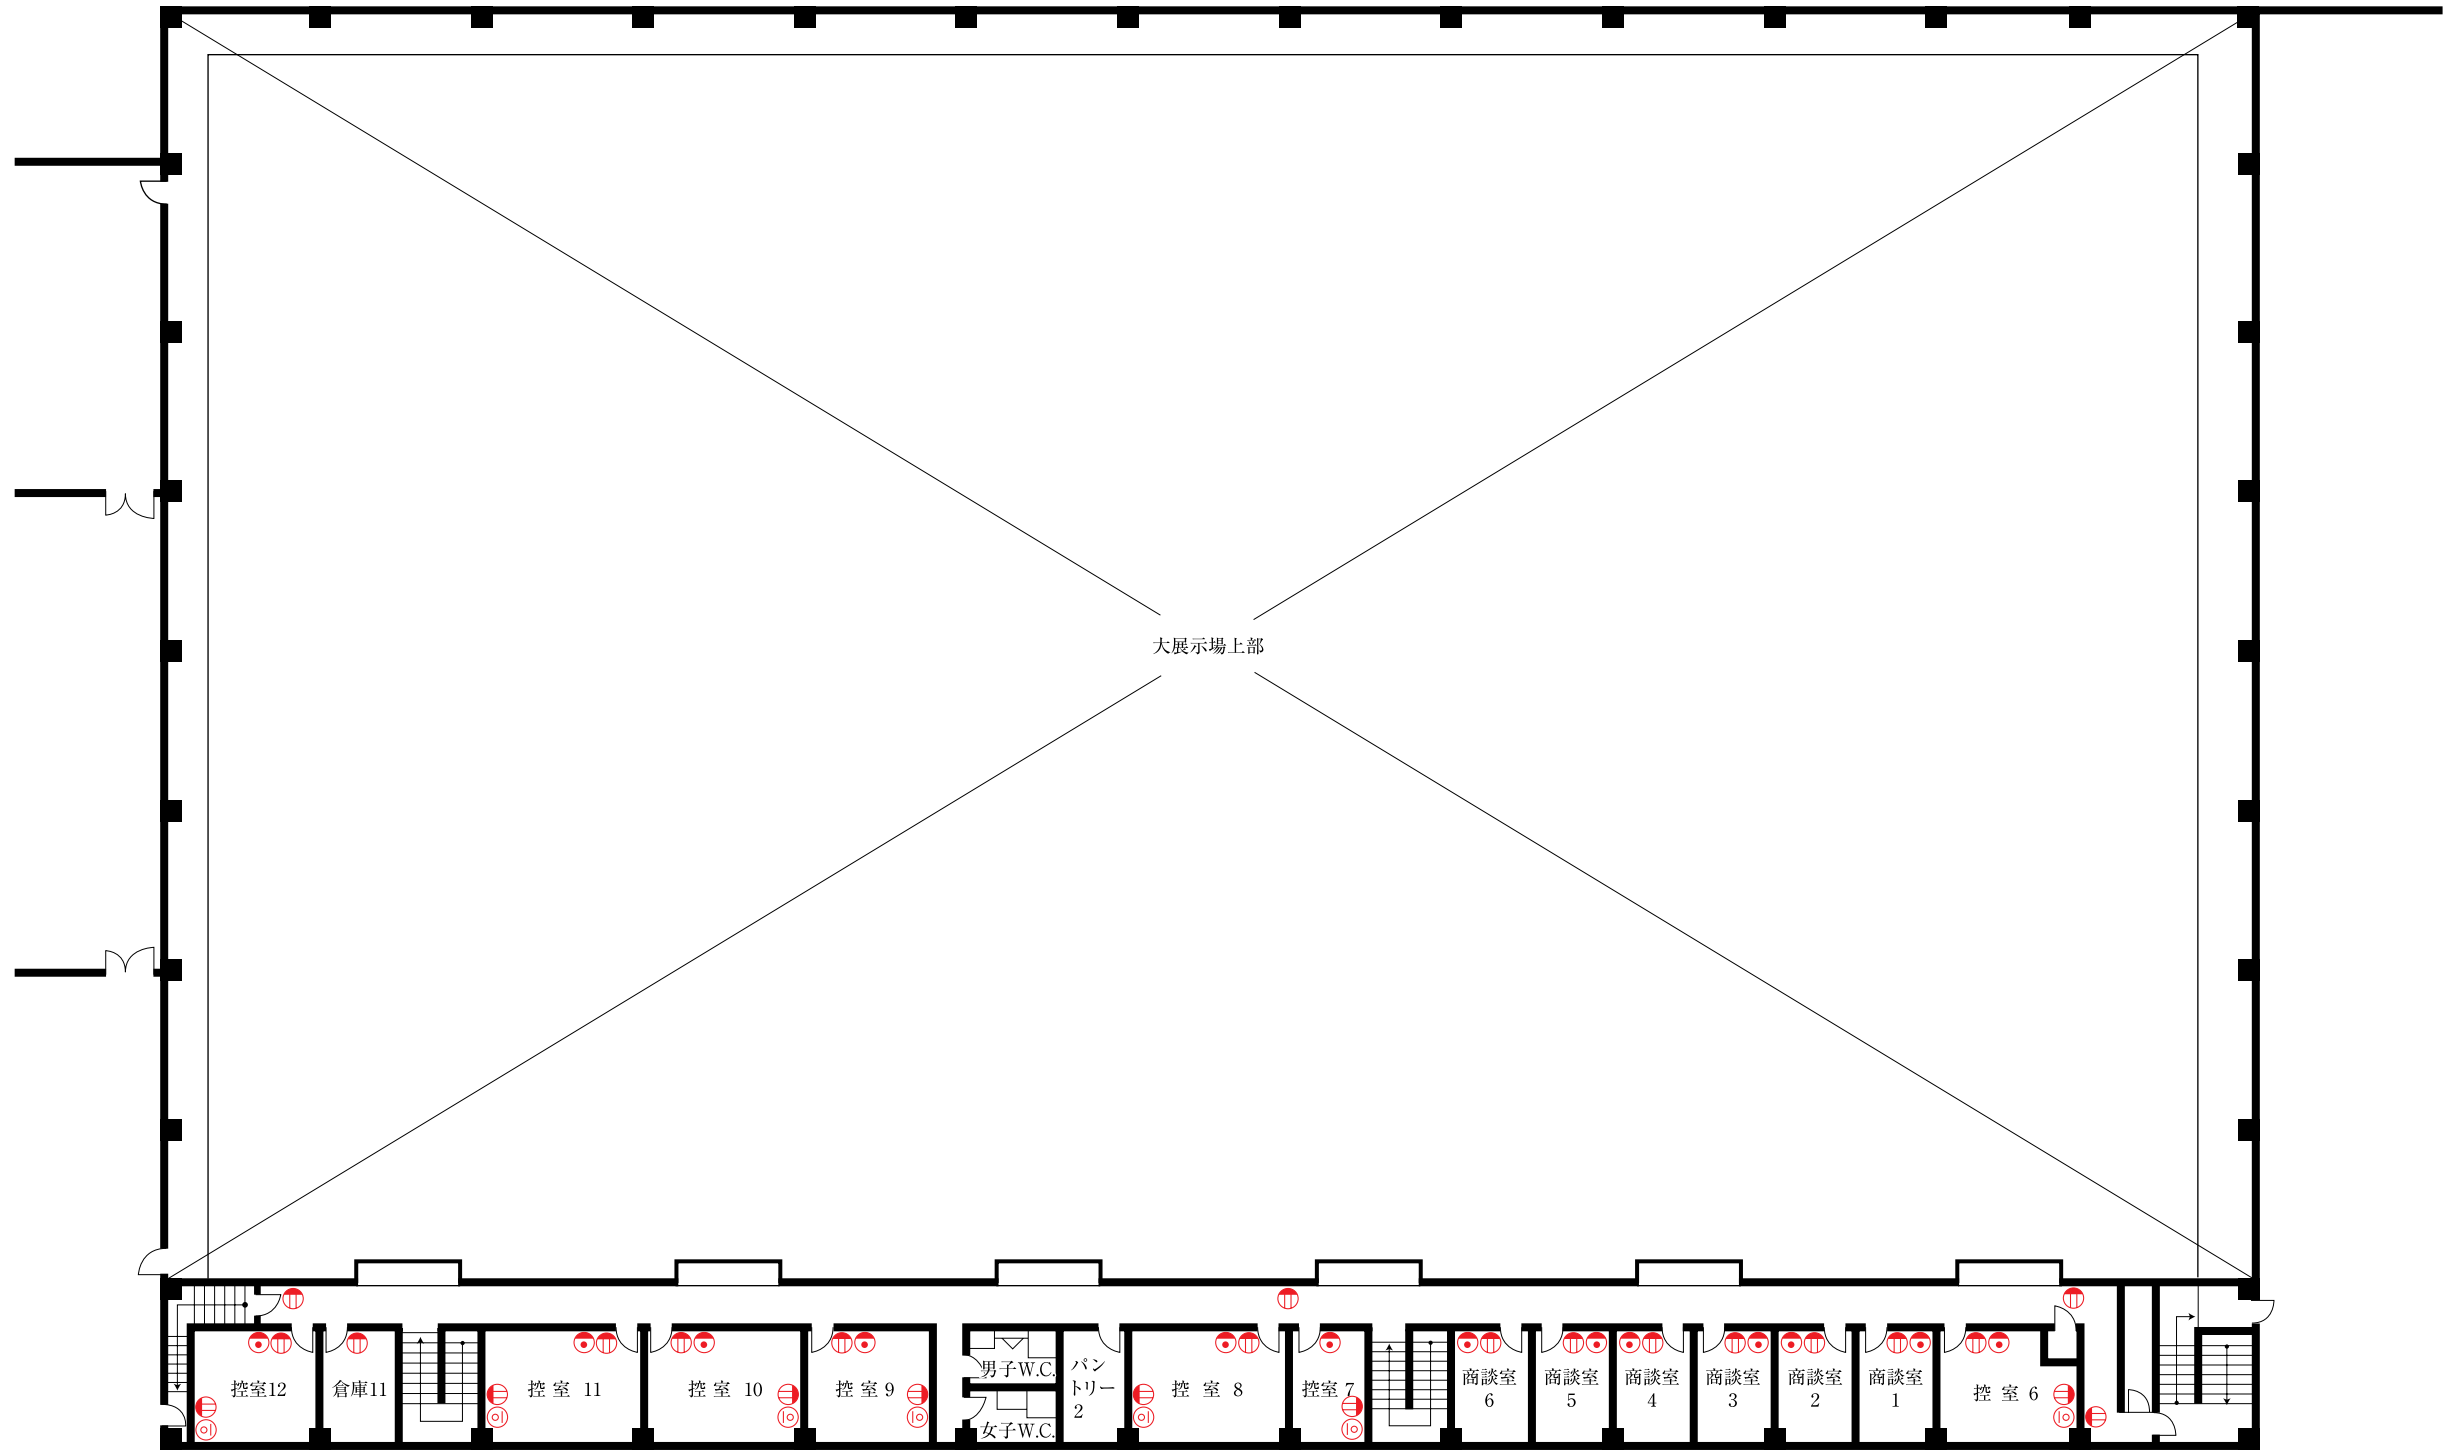 大展示場上部
控室12
倉庫11
控 室 11
控 室 10
控 室 9
男子W.C.
女子W.C.
パン
トリー
2
控 室 8
控室 7
商談室
6
商談室
5
商談室
4
商談室
3
商談室
2
商談室
1
控 室 6